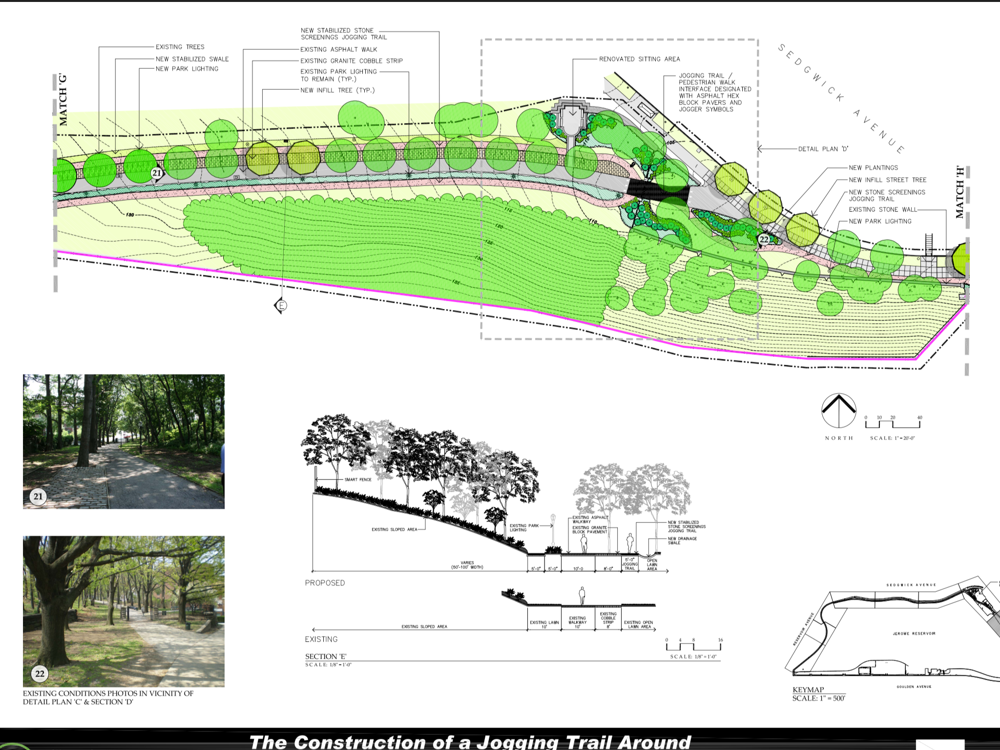 EXISTING TREES
NEW STABILIZED SWALE
NEW PARK LIGHTING
NEW STABILIZED STONE
SCREENINGS JOGGING TRAIL
EXISTING ASPHALT WALK
EXISTING GRANITE COBBLE STRIP
EXISTING PARK LIGHTING
TO REMAIN (TYP.)
NEW INFILL TREE (TYP.)
RENOVATED SITTING AREA
JOGGING TRAIL /
PEDESTRIAN WALK
INTERFACE DESIGNATED
WITH ASPHALT HEX
BLOCK PAVERS AND
JOGGER SYMBOLS
SEDGWICK AVENUE
DETAIL PLAN 'D'
NEW PLANTINGS
NEW INFILL STREET TREE
NEW STONE SCREENINGS
JOGGING TRAIL
EXISTING STONE WALL
NEW PARK LIGHTING
MATCH 'G'
MATCH 'H'
21
22
105
130
110
115
120
125
130
135
E
NORTH
0 10 20 40
SCALE: 1" = 20'-0"
21
22
EXISTING CONDITIONS PHOTOS IN VICINITY OF
DETAIL PLAN 'C' & SECTION 'D'
SMART FENCE
EXISTING SLOPED AREA
EXISTING PARK
LIGHTING
EXISTING ASPHALT
WALKWAY
EXISTING GRANITE
BLOCK PAVEMENT
NEW STABILIZED
STONE SCREENINGS
JOGGING TRAIL
NEW DRAINAGE
SWALE
VARIES
(50'-100' WIDTH)
5'-0"
5'-0"
10'-0
8'-0"
5'-0"
JOGGING
TRAIL
OPEN
LAWN
AREA
PROPOSED
EXISTING SLOPED AREA
EXISTING LAWN
10'
EXISTING
WALKWAY
10'
EXISTING
COBBLE
STRIP
8'
EXISTING OPEN
LAWN AREA
EXISTING
SECTION 'E'
SCALE: 1/8" = 1'-0"
0 4 8 16
SCALE: 1/8" = 1'-0"
SEDGWICK AVENUE
RESERVOIR AVENUE
JEROME RESERVOIR
GOULDEN AVENUE
KEYMAP
SCALE: 1" = 500'
The Construction of a Jogging Trail Around